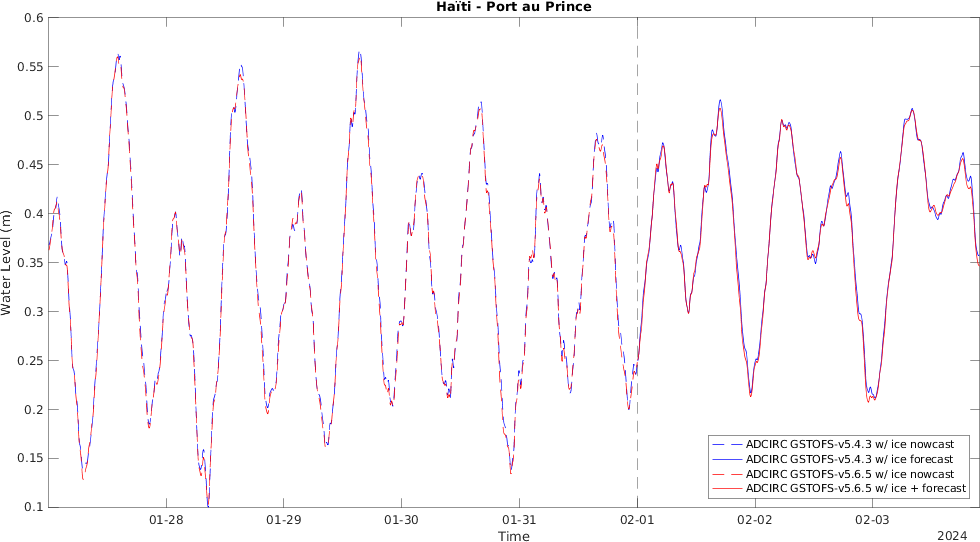 Haïti - Port au Prince
Water Level (m)
0.6
0.55
0.5
0.45
0.4
0.35
0.3
0.25
0.2
0.15
0.1
ADCIRC GSTOFS-v5.4.3 w/ ice nowcast
ADCIRC GSTOFS-v5.4.3 w/ ice forecast
ADCIRC GSTOFS-v5.6.5 w/ ice nowcast
ADCIRC GSTOFS-v5.6.5 w/ ice + forecast
01-28 01-29 01-30 01-31 02-01 02-02 02-03
Time
2024